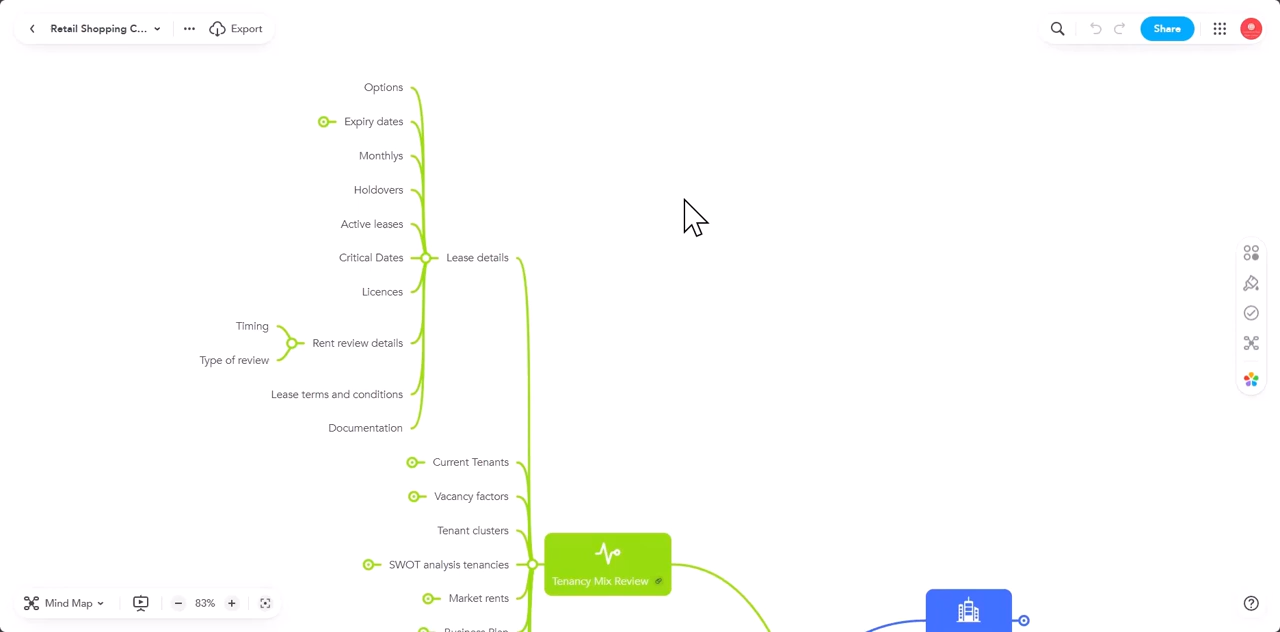 Retail Shopping C...
Export
Share
Options
Expiry dates
Monthlys
Holdovers
Active leases
Critical Dates
Lease details
Licences
Timing
Rent review details
Type of review
Lease terms and conditions
Documentation
Current Tenants
Vacancy factors
Tenant clusters
SWOT analysis tenancies
Tenancy Mix Review
Market rents
Business Plan
Mind Map
83%